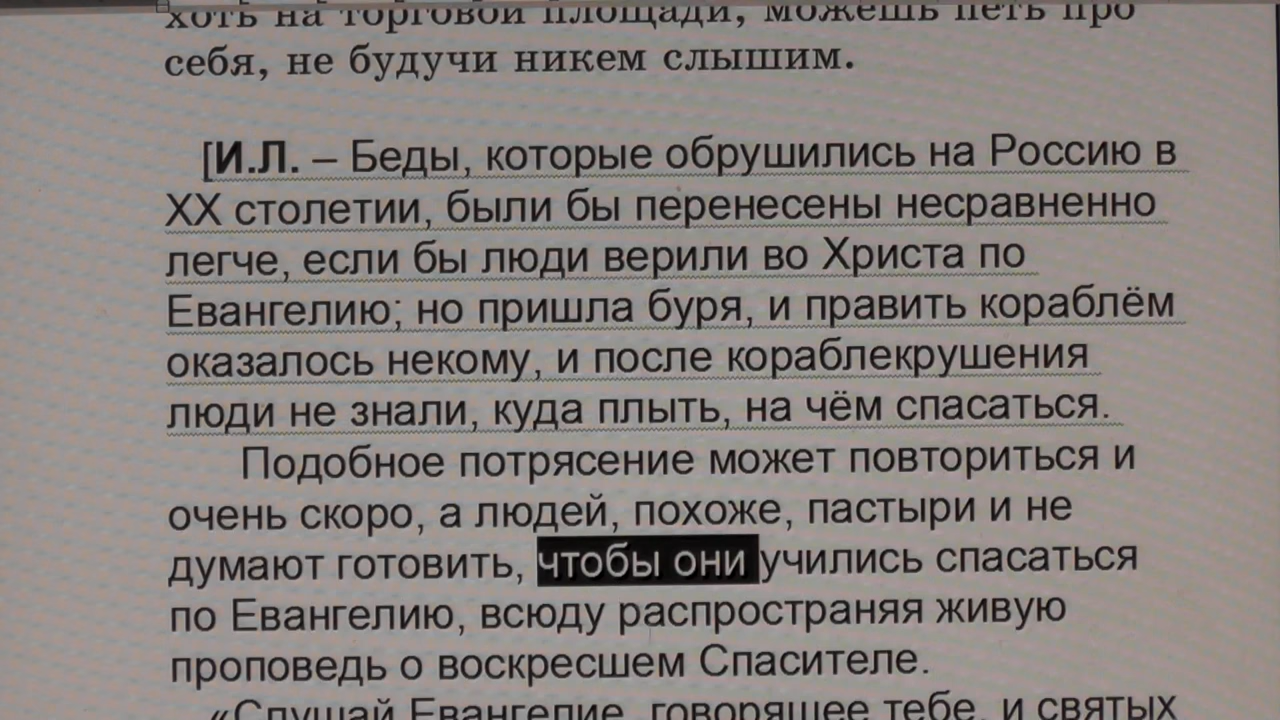 хоть на торговой площади, можешь петь про
себя, не будучи никем слышим.
[И.Л. – Беды, которые обрушились на Россию в
XX столетии, были бы перенесены несравненно
легче, если бы люди верили во Христа по
Евангелию; но пришла буря, и править кораблём
оказалось некому, и после кораблекрушения
люди не знали, куда плыть, на чём спасаться.
Подобное потрясение может повториться и
очень скоро, а людей, похоже, пастыри и не
думают готовить, чтобы они учились спасаться
по Евангелию, всюду распространяя живую
проповедь о воскресшем Спасителе.
«Слушай Евангелие, говорящее тебе, и святых